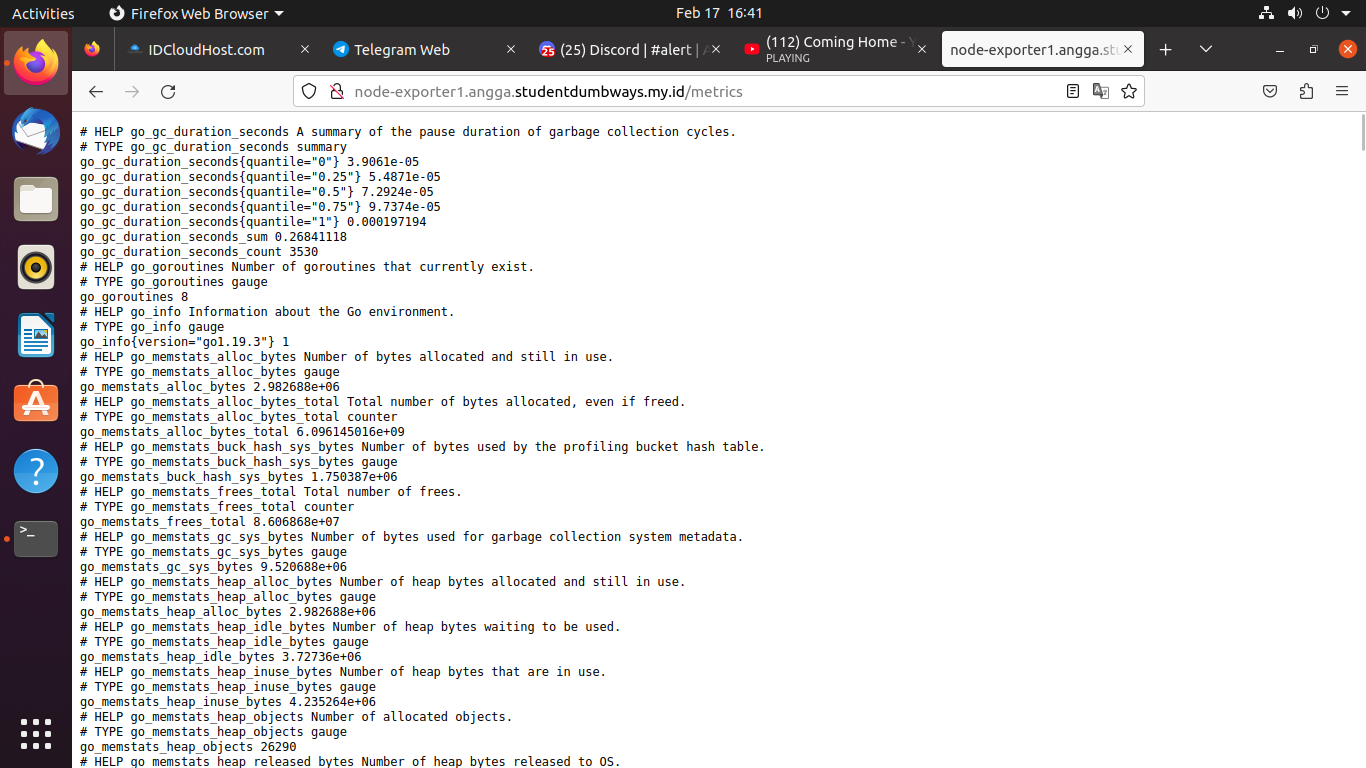 Activities
Firefox Web Browser
Feb 17 16:41
IDCloudHost.com
Telegram Web
25
(25) Discord | #alert |
(112) Coming Home -
PLAYING
node-exporter1.angga.stu
node-exporter1.angga.studentdumbways.my.id/metrics
# HELP go_gc_duration_seconds A summary of the pause duration of garbage collection cycles.
# TYPE go_gc_duration_seconds summary
go_gc_duration_seconds{quantile="0"} 3.9061e-05
go_gc_duration_seconds{quantile="0.25"} 5.4871e-05
go_gc_duration_seconds{quantile="0.5"} 7.2924e-05
go_gc_duration_seconds{quantile="0.75"} 9.7374e-05
go_gc_duration_seconds{quantile="1"} 0.000197194
go_gc_duration_seconds_sum 0.26841118
go_gc_duration_seconds_count 3530
# HELP go_goroutines Number of goroutines that currently exist.
# TYPE go_goroutines gauge
go_goroutines 8
# HELP go_info Information about the Go environment.
# TYPE go_info gauge
go_info{version="go1.19.3"} 1
# HELP go_memstats_alloc_bytes Number of bytes allocated and still in use.
# TYPE go_memstats_alloc_bytes gauge
go_memstats_alloc_bytes 2.982688e+06
# HELP go_memstats_alloc_bytes_total Total number of bytes allocated, even if freed.
# TYPE go_memstats_alloc_bytes_total counter
go_memstats_alloc_bytes_total 6.096145016e+09
# HELP go_memstats_buck_hash_sys_bytes Number of bytes used by the profiling bucket hash table.
# TYPE go_memstats_buck_hash_sys_bytes gauge
go_memstats_buck_hash_sys_bytes 1.750387e+06
# HELP go_memstats_frees_total Total number of frees.
# TYPE go_memstats_frees_total counter
go_memstats_frees_total 8.606868e+07
# HELP go_memstats_gc_sys_bytes Number of bytes used for garbage collection system metadata.
# TYPE go_memstats_gc_sys_bytes gauge
go_memstats_gc_sys_bytes 9.520688e+06
# HELP go_memstats_heap_alloc_bytes Number of heap bytes allocated and still in use.
# TYPE go_memstats_heap_alloc_bytes gauge
go_memstats_heap_alloc_bytes 2.982688e+06
# HELP go_memstats_heap_idle_bytes Number of heap bytes waiting to be used.
# TYPE go_memstats_heap_idle_bytes gauge
go_memstats_heap_idle_bytes 3.72736e+06
# HELP go_memstats_heap_inuse_bytes Number of heap bytes that are in use.
# TYPE go_memstats_heap_inuse_bytes gauge
go_memstats_heap_inuse_bytes 4.235264e+06
# HELP go_memstats_heap_objects Number of allocated objects.
# TYPE go_memstats_heap_objects gauge
go_memstats_heap_objects 26290
# HELP go_memstats_heap_released_bytes Number of heap bytes released to OS.